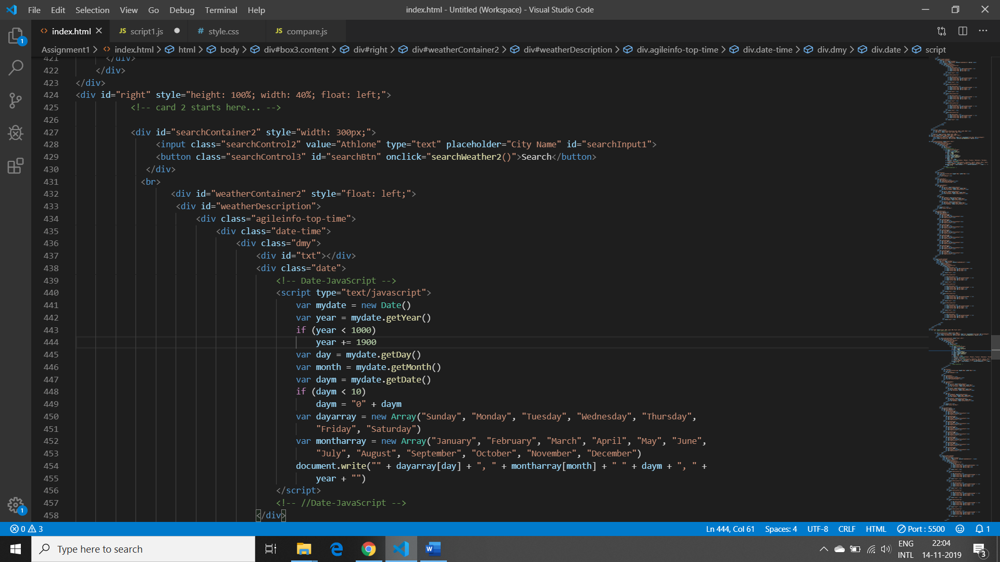 File Edit Selection View Go Debug Terminal Help
index.html - Untitled (Workspace) - Visual Studio Code
index.html
JS script1.js
# style.css
JS compare.js
Assignment1 > index.html > html > body > div#box3.content > div#right > div#weatherContainer2 > div#weatherDescription > div.agileinfo-top-time > div.date-time > div.dmy > div.date > script
421 </div>
422 </div>
423 </div>
424 <div id="right" style="height: 100%; width: 40%; float: left;">
425 <!-- card 2 starts here... -->
426
427 <div id="searchContainer2" style="width: 300px;">
428 <input class="searchControl2" value="Athlone" type="text" placeholder="City Name" id="searchInput1">
429 <button class="searchControl3" id="searchBtn" onclick="searchWeather2()">Search</button>
430 </div>
431 <br>
432 <div id="weatherContainer2" style="float: left;">
433 <div id="weatherDescription">
434 <div class="agileinfo-top-time">
435 <div class="date-time">
436 <div class="dmy">
437 <div id="txt"></div>
438 <div class="date">
439 <!-- Date-JavaScript -->
440 <script type="text/javascript">
441 var mydate = new Date()
442 var year = mydate.getYear()
443 if (year < 1000)
444 year += 1900
445 var day = mydate.getDay()
446 var month = mydate.getMonth()
447 var daym = mydate.getDate()
448 if (daym < 10)
449 daym = "0" + daym
450 var dayarray = new Array("Sunday", "Monday", "Tuesday", "Wednesday", "Thursday",
451 "Friday", "Saturday")
452 var montharray = new Array("January", "February", "March", "April", "May", "June",
453 "July", "August", "September", "October", "November", "December")
454 document.write("" + dayarray[day] + ", " + montharray[month] + " " + daym + ", " +
455 year + "")
456 </script>
457 <!-- //Date-JavaScript -->
458 </div>
1
1
0 3
Ln 444, Col 61 Spaces: 4 UTF-8 CRLF HTML Port : 5500 1
Type here to search
ENG
INTL
22:04
14-11-2019
3